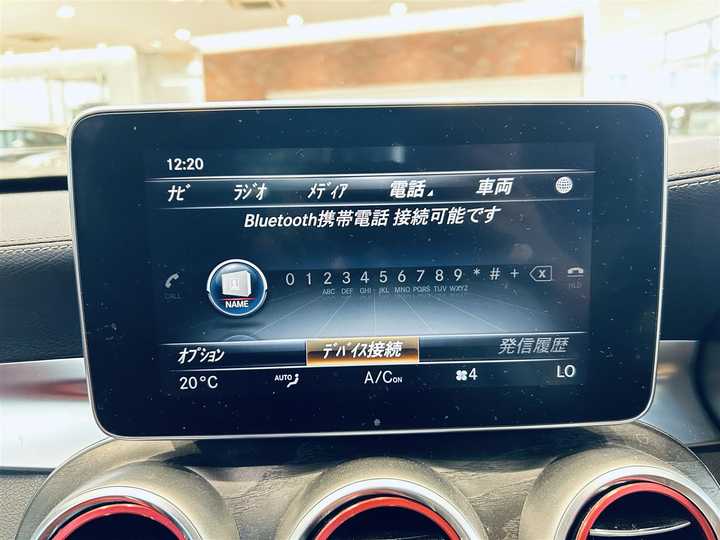 12:20
ナビ ラジオ メディア 電話 車両
Bluetooth携帯電話 接続可能です
0 1 2 3 4 5 6 7 8 9 * # +
CALL ABC DEF GHI JKL MNO PQRS TUV WXYZ HLD
NAME
オプション デバイス接続 発信履歴
20°C AUTO A/C ON 4 LO